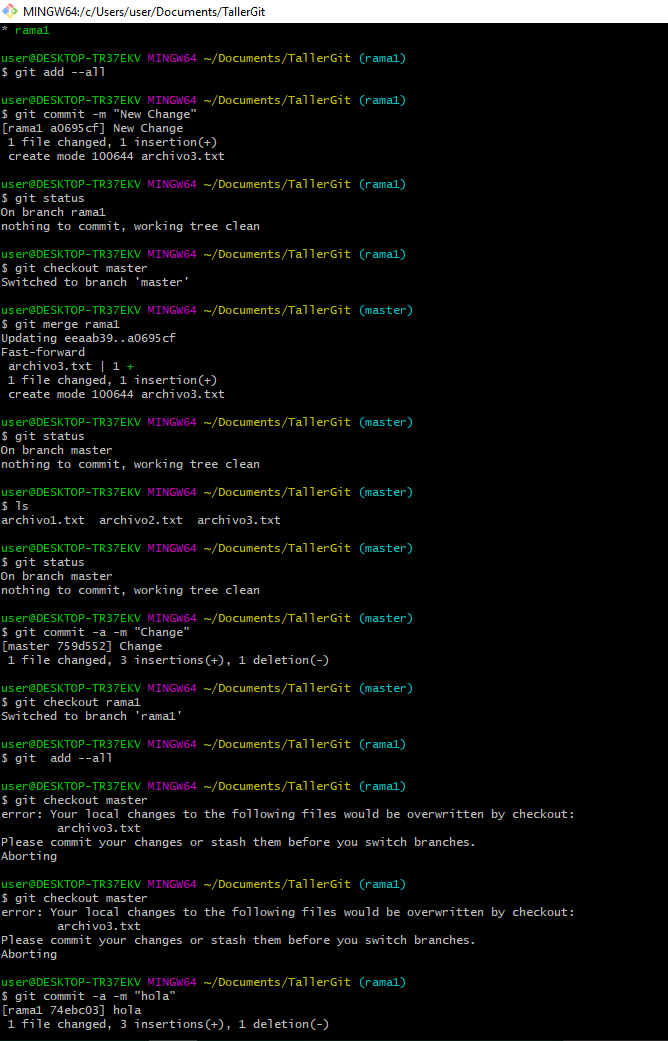 MINGW64:/c/Users/user/Documents/TallerGit
* rama1
user@DESKTOP-TR37EKV MINGW64 ~/Documents/TallerGit (rama1)
$ git add --all
user@DESKTOP-TR37EKV MINGW64 ~/Documents/TallerGit (rama1)
$ git commit -m "New Change"
[rama1 a0695cf] New Change
1 file changed, 1 insertion(+)
create mode 100644 archivo3.txt
user@DESKTOP-TR37EKV MINGW64 ~/Documents/TallerGit (rama1)
$ git status
On branch rama1
nothing to commit, working tree clean
user@DESKTOP-TR37EKV MINGW64 ~/Documents/TallerGit (rama1)
$ git checkout master
Switched to branch 'master'
user@DESKTOP-TR37EKV MINGW64 ~/Documents/TallerGit (master)
$ git merge rama1
Updating eeaab39..a0695cf
Fast-forward
archivo3.txt | 1 +
1 file changed, 1 insertion(+)
create mode 100644 archivo3.txt
user@DESKTOP-TR37EKV MINGW64 ~/Documents/TallerGit (master)
$ git status
On branch master
nothing to commit, working tree clean
user@DESKTOP-TR37EKV MINGW64 ~/Documents/TallerGit (master)
$ ls
archivo1.txt  archivo2.txt  archivo3.txt
user@DESKTOP-TR37EKV MINGW64 ~/Documents/TallerGit (master)
$ git status
On branch master
nothing to commit, working tree clean
user@DESKTOP-TR37EKV MINGW64 ~/Documents/TallerGit (master)
$ git commit -a -m "Change"
[master 759d552] Change
1 file changed, 3 insertions(+), 1 deletion(-)
user@DESKTOP-TR37EKV MINGW64 ~/Documents/TallerGit (master)
$ git checkout rama1
Switched to branch 'rama1'
user@DESKTOP-TR37EKV MINGW64 ~/Documents/TallerGit (rama1)
$ git  add --all
user@DESKTOP-TR37EKV MINGW64 ~/Documents/TallerGit (rama1)
$ git checkout master
error: Your local changes to the following files would be overwritten by checkout:
archivo3.txt
Please commit your changes or stash them before you switch branches.
Aborting
user@DESKTOP-TR37EKV MINGW64 ~/Documents/TallerGit (rama1)
$ git checkout master
error: Your local changes to the following files would be overwritten by checkout:
archivo3.txt
Please commit your changes or stash them before you switch branches.
Aborting
user@DESKTOP-TR37EKV MINGW64 ~/Documents/TallerGit (rama1)
$ git commit -a -m "hola"
[rama1 74ebc03] hola
1 file changed, 3 insertions(+), 1 deletion(-)